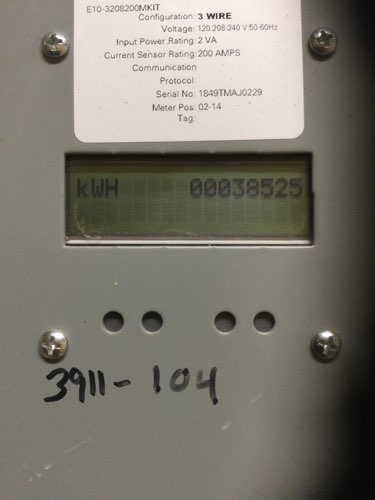 E10-3208200MKIT
Configuration: 3 WIRE
Voltage: 120.208.240 V.50.60Hz
Input Power Rating: 2 VA
Current Sensor Rating: 200 AMPS
Communication
Protocol:
Serial No: 1849TMAJ0229
Meter Pos: 02-14
Tag:
kWH 00038525
3911-104